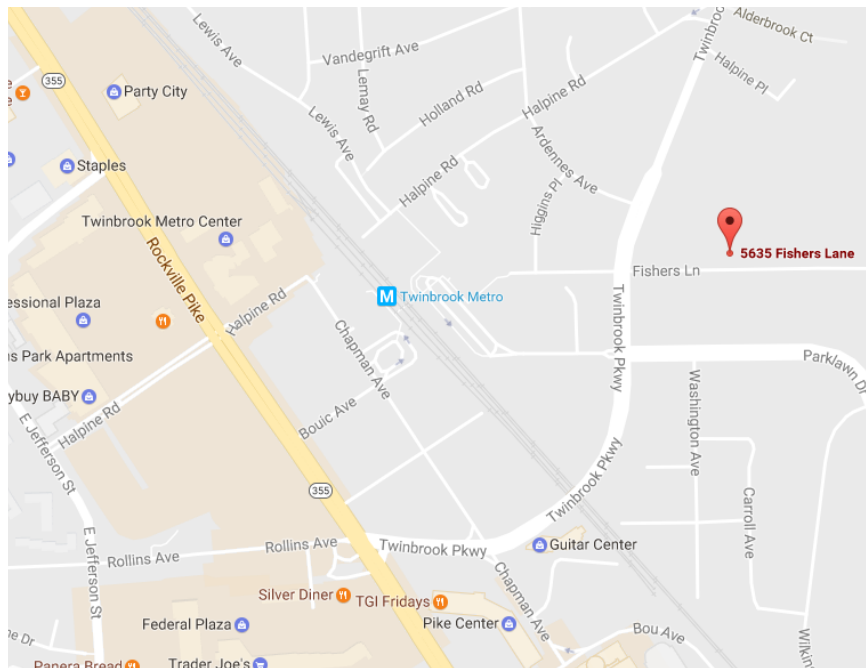 Alderbrook Ct
Twinbrook
Lewis Ave
Vandegrift Ave
355
Party City
Lemay Rd
Holland Rd
Halpine Rd
Halpine Pl
Lewis Ave
Ardennes Ave
Staples
Halpine Rd
Higgins Pl
Twinbrook Metro Center
5635 Fishers Lane
Fishers Ln
Rockville Pike
M Twinbrook Metro
essional Plaza
Halpine Rd
Twinbrook Pkwy
Chapman Ave
ns Park Apartments
Parklawn Dr
ybuy BABY
Washington Ave
Halpine Rd
Bouic Ave
E Jefferson St
Twinbrook Pkwy
355
Carroll Ave
Rollins Ave
Rollins Ave
Twinbrook Pkwy
Guitar Center
E Jefferson St
Chapman Ave
Silver Diner
TGI Fridays
Federal Plaza
Pike Center
Bou Ave
Wilkin
ne Dr
Panera Bread
Trader Joe's